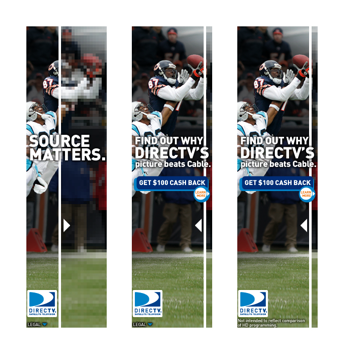 SOURCE
MATTERS.
DIRECTV
LEGAL
FIND OUT WHY
DIRECTV'S
picture beats Cable.
GET $100 CASH BACK
DIRECTV
LEGAL
FIND OUT WHY
DIRECTV'S
picture beats Cable.
GET $100 CASH BACK
DIRECTV
Not intended to reflect comparison
of HD programming.